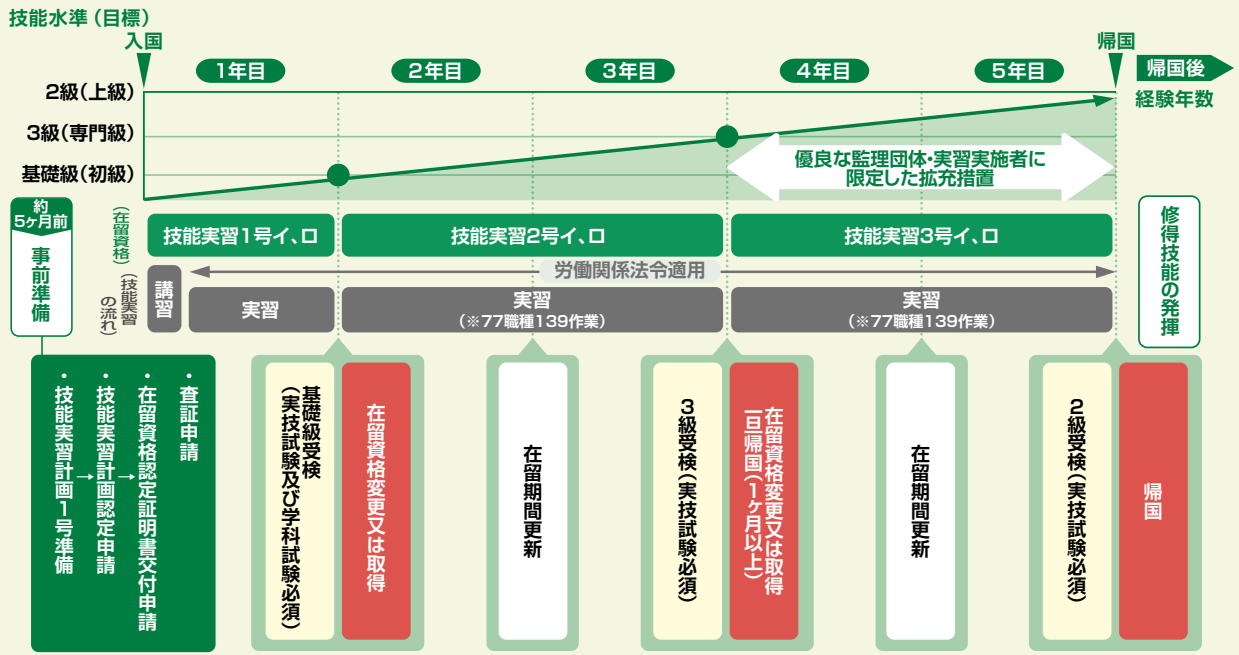 技能水準(目標)
入国
帰国
1年目
2年目
3年目
4年目
5年目
帰国後
経験年数
2級(上級)
3級(専門級)
基礎級(初級)
優良な監理団体・実習実施者に
限定した拡充措置
約
5ヶ月前
事前準備
(在留資格)
技能実習1号イ、ロ
技能実習2号イ、ロ
技能実習3号イ、ロ
修得技能の発揮
(技能実習
の流れ)
労働関係法令適用
講習
実習
実習
(※77職種139作業)
実習
(※77職種139作業)
・技能実習計画1号準備
→
・技能実習計画認定申請
→
・在留資格認定証明書交付申請
・査証申請
基礎級受検
(実技試験及び学科試験必須)
在留資格変更又は取得
在留期間更新
3級受検(実技試験必須)
在留資格変更又は取得
一旦帰国(1ヶ月以上)
在留期間更新
2級受検(実技試験必須)
帰国